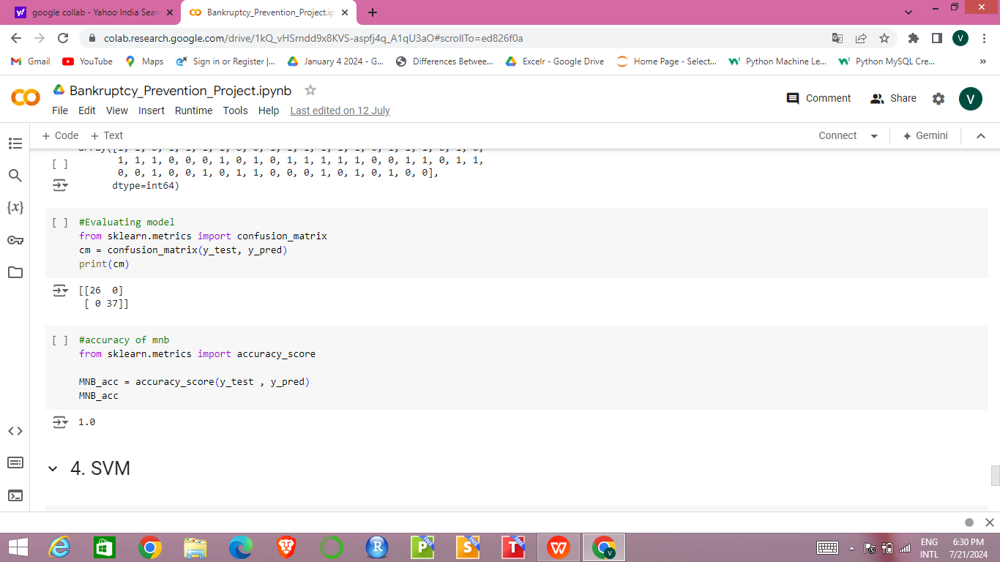 google collab - Yahoo India Sear
Bankruptcy_Prevention_Project.ip
colab.research.google.com/drive/1kQ_vHSrndd9x8KVS-aspfj4q_A1qU3aO#scrollTo=ed826f0a
V
Gmail
YouTube
Maps
Sign in or Register |...
January 4 2024 - G...
Differences Betwee...
Excelr - Google Drive
Home Page - Select...
Python Machine Le...
Python MySQL Cre...
»
CO
Bankruptcy_Prevention_Project.ipynb
Comment
Share
V
File Edit View Insert Runtime Tools Help Last edited on 12 July
+ Code + Text
Connect
Gemini
[ ]
1, 1, 1, 0, 0, 0, 1, 0, 1, 0, 1, 1, 1, 1, 1, 0, 0, 1, 1, 0, 1, 1,
0, 0, 1, 0, 0, 1, 0, 1, 1, 0, 0, 0, 1, 0, 1, 0, 1, 0, 0],
dtype=int64)
[ ] #Evaluating model
from sklearn.metrics import confusion_matrix
cm = confusion_matrix(y_test, y_pred)
print(cm)
[[26  0]
[ 0 37]]
[ ] #accuracy of mnb
from sklearn.metrics import accuracy_score
MNB_acc = accuracy_score(y_test , y_pred)
MNB_acc
1.0
4. SVM
ENG
INTL
6:30 PM
7/21/2024